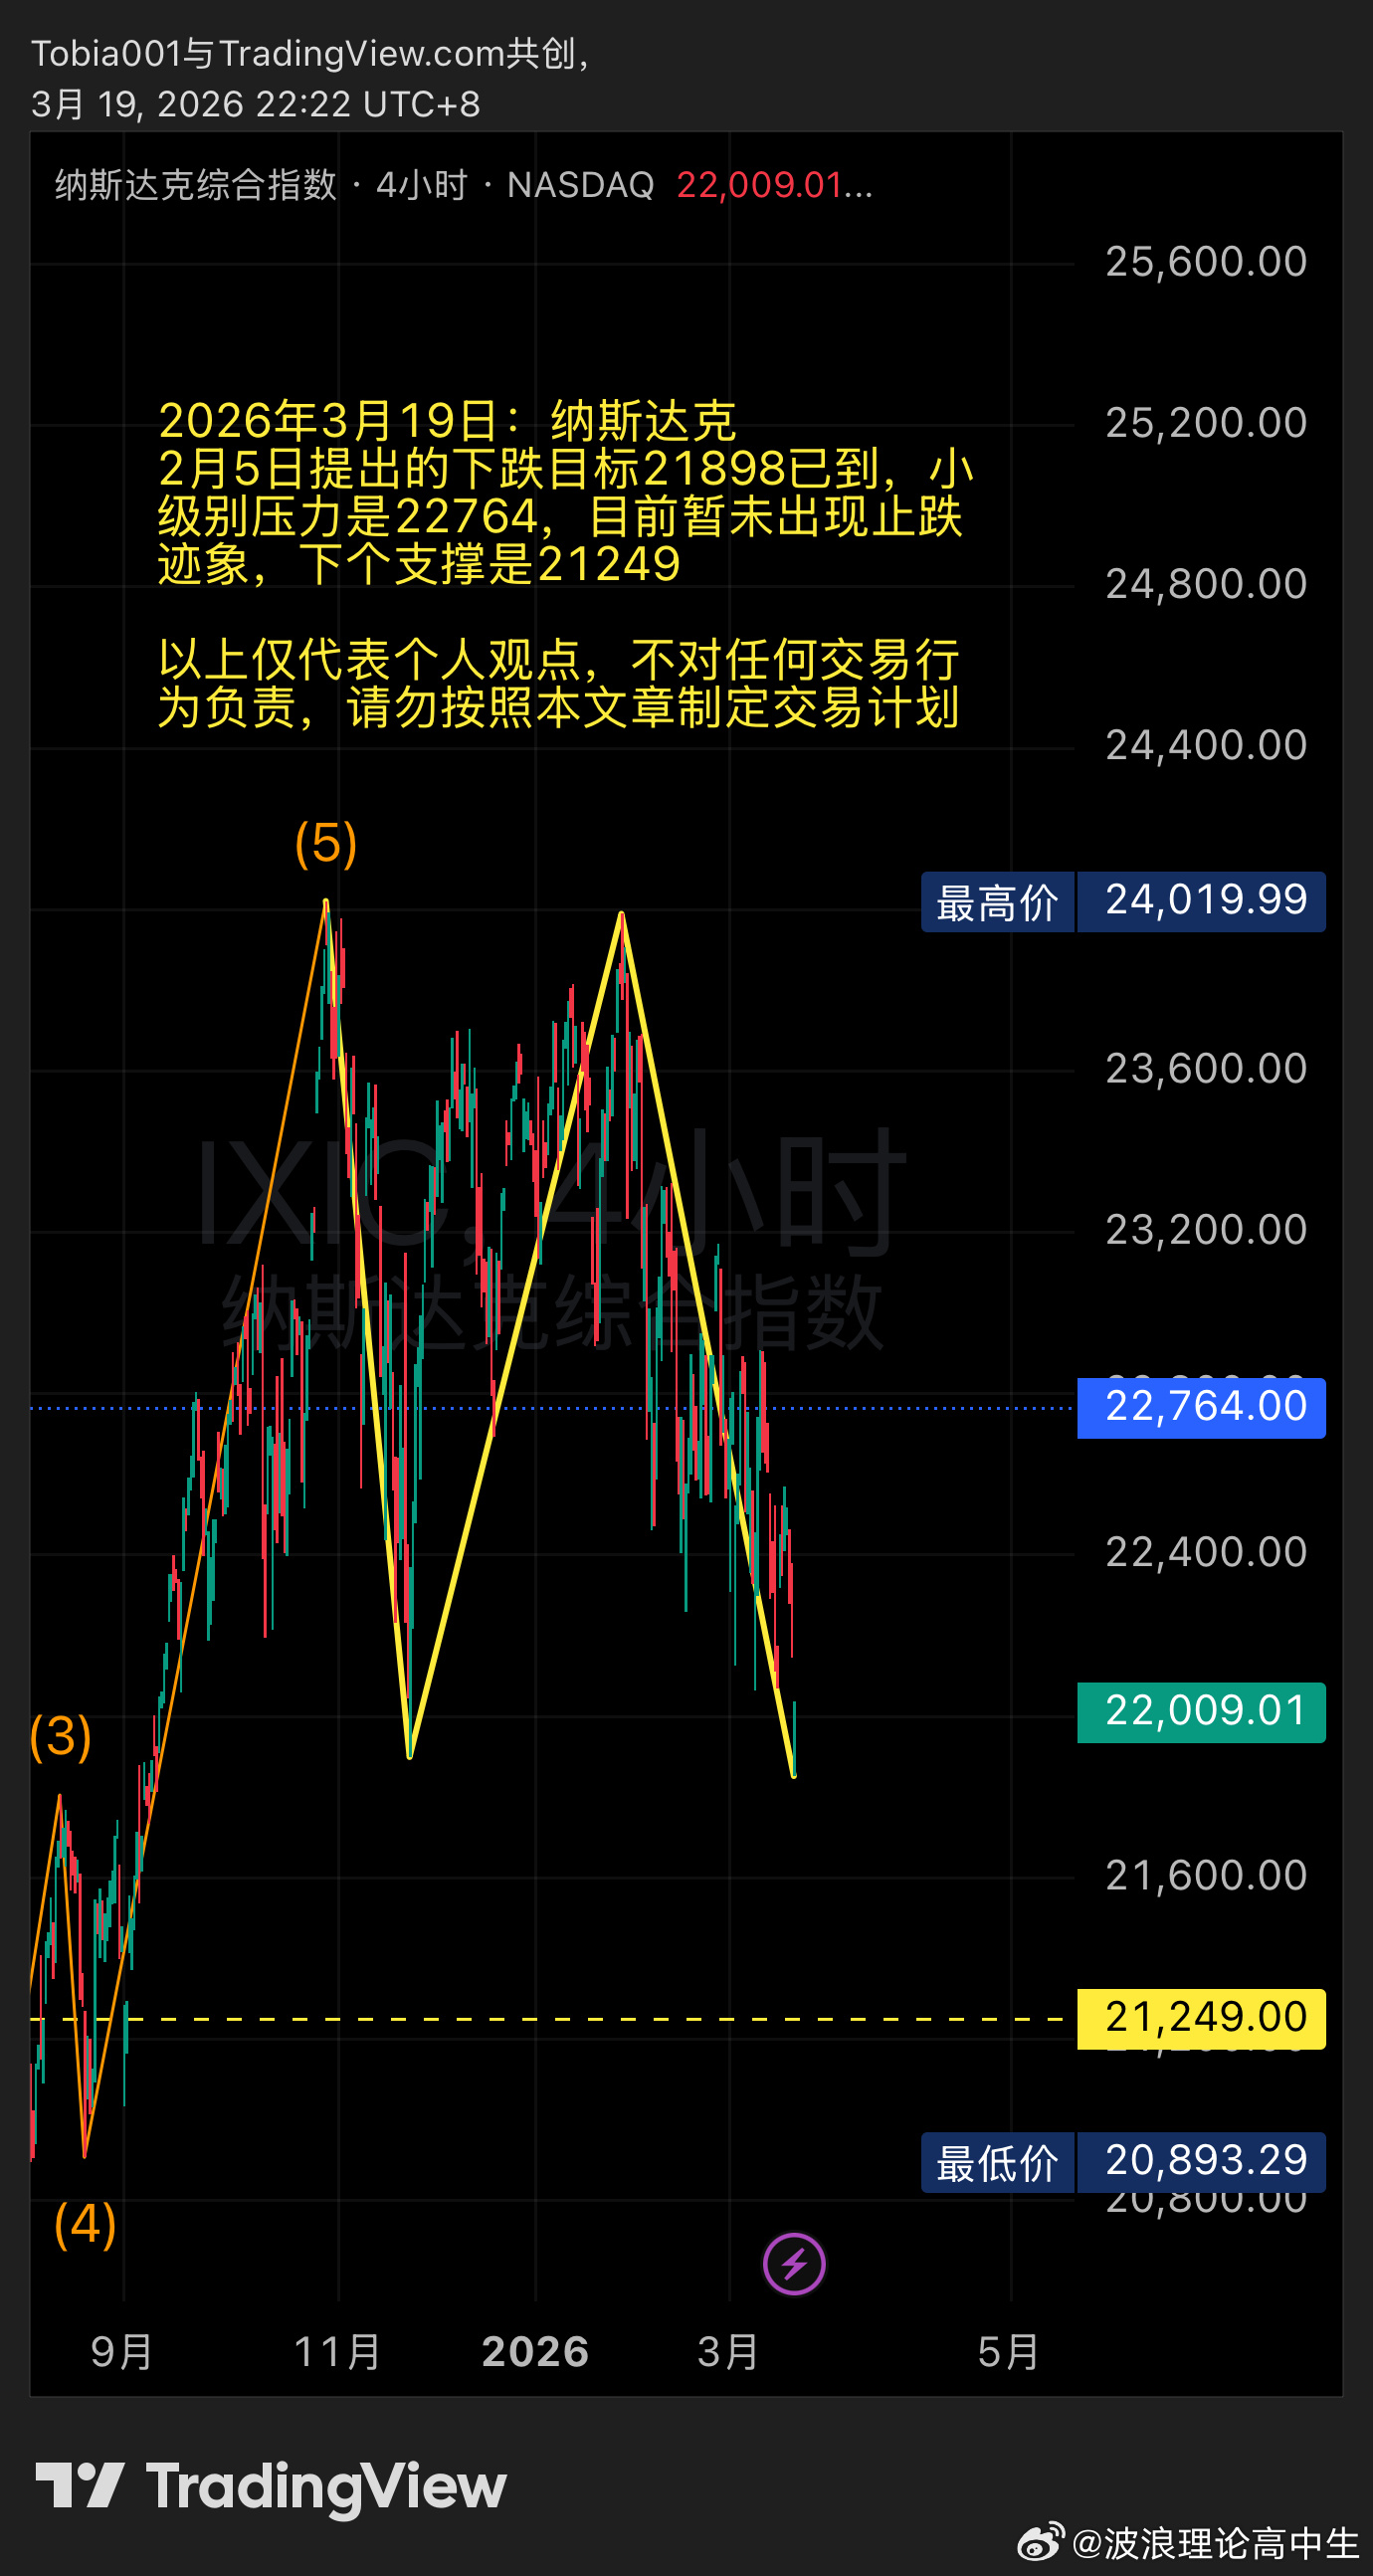 Tobia001与TradingView.com共创，
3月 19, 2026 22:22 UTC+8
纳斯达克综合指数 · 4小时 · NASDAQ 22,009.01...
25,600.00
2026年3月19日：纳斯达克
2月5日提出的下跌目标21898已到，小
级别压力是22764，目前暂未出现止跌
迹象，下个支撑是21249
以上仅代表个人观点，不对任何交易行
为负责，请勿按照本文章制定交易计划
25,200.00
24,800.00
24,400.00
(5)
最高价 24,019.99
23,600.00
IXIC, 4小时
纳斯达克综合指数
23,200.00
22,764.00
22,400.00
22,009.01
(3)
21,600.00
21,249.00
最低价 20,893.29
20,800.00
(4)
9月 11月 2026 3月 5月
TradingView
@波浪理论高中生